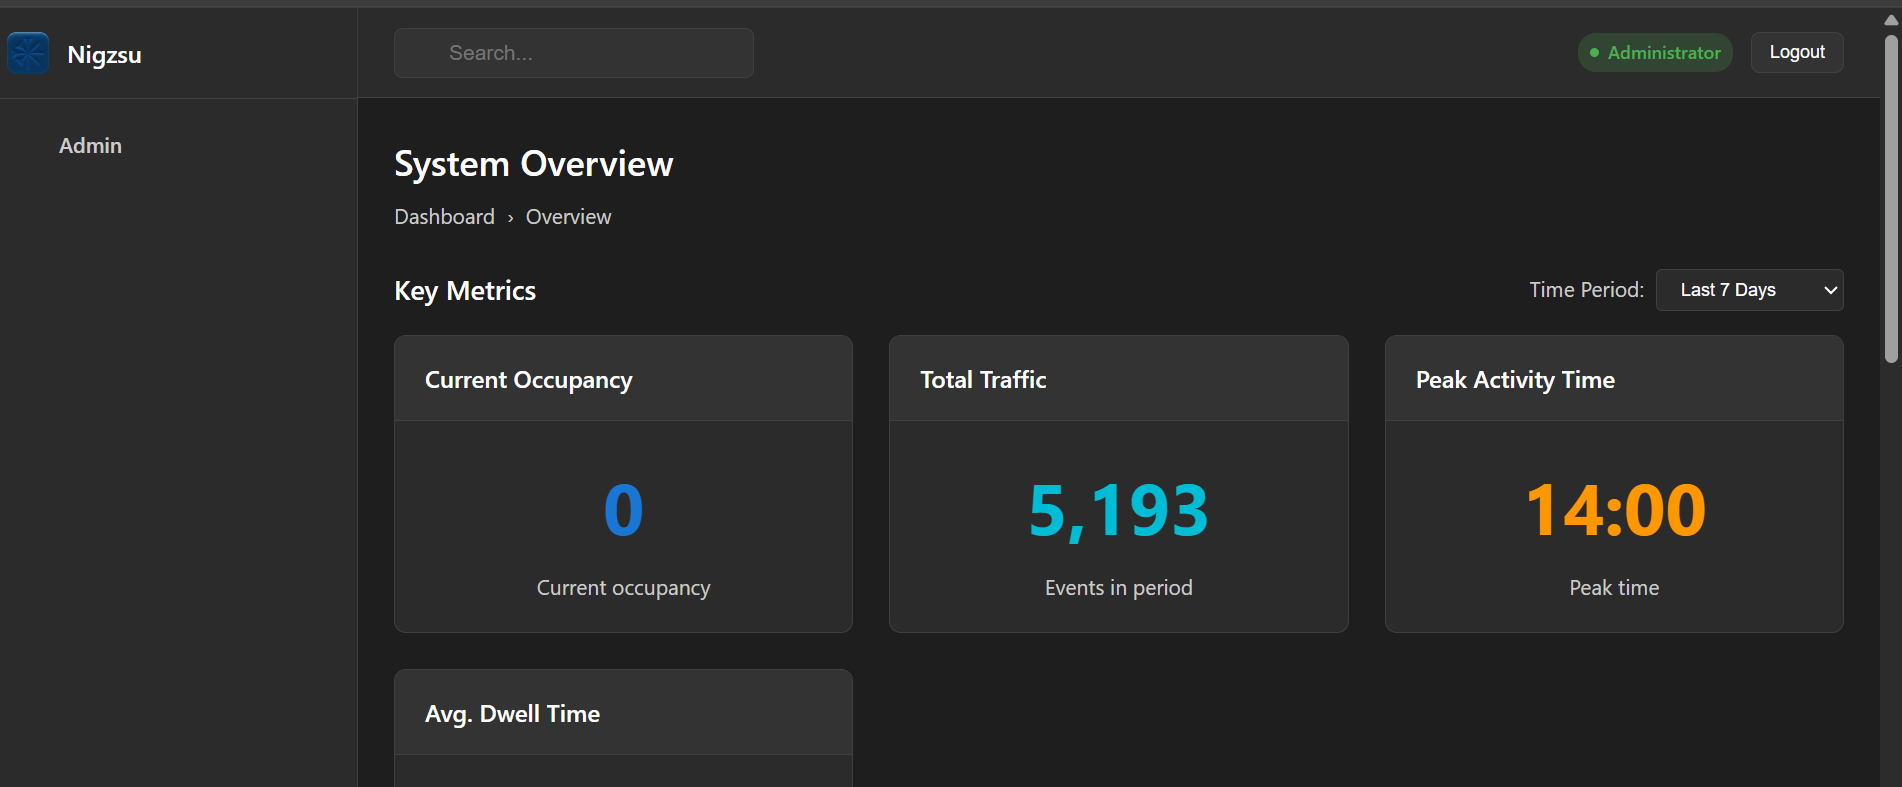 Nigzsu
Search...
Administrator
Logout
Admin
System Overview
Dashboard › Overview
Key Metrics
Time Period:
Last 7 Days
Current Occupancy
0
Current occupancy
Total Traffic
5,193
Events in period
Peak Activity Time
14:00
Peak time
Avg. Dwell Time